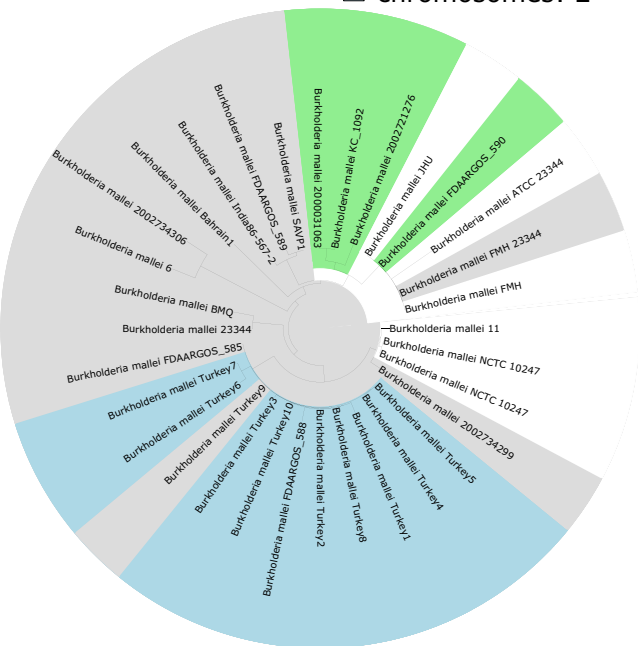 Burkholderia mallei SAVP1
Burkholderia mallei 2000031063
Burkholderia mallei KC_1092
Burkholderia mallei 2002721276
Burkholderia mallei JHU
Burkholderia mallei FDAARGOS_590
Burkholderia mallei ATCC 23344
Burkholderia mallei FMH 23344
Burkholderia mallei FMH
Burkholderia mallei 11
Burkholderia mallei NCTC 10247
Burkholderia mallei NCTC 10247
Burkholderia mallei 2002734299
Burkholderia mallei Turkey5
Burkholderia mallei Turkey4
Burkholderia mallei Turkey1
Burkholderia mallei Turkey8
Burkholderia mallei Turkey2
Burkholderia mallei FDAARGOS_588
Burkholderia mallei Turkey10
Burkholderia mallei Turkey3
Burkholderia mallei Turkey9
Burkholderia mallei Turkey6
Burkholderia mallei Turkey7
Burkholderia mallei FDAARGOS_585
Burkholderia mallei 23344
Burkholderia mallei BMQ
Burkholderia mallei 6
Burkholderia mallei 2002734306
Burkholderia mallei Bahrain1
Burkholderia mallei India86-567-2
Burkholderia mallei FDAARGOS_589